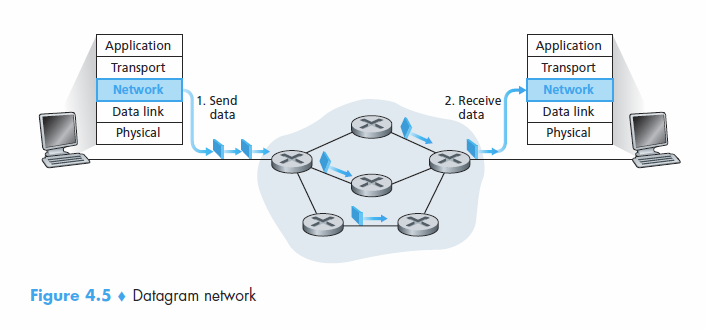 Application
Transport
Network
Data link
Physical
1. Send
data
2. Receive
data
Application
Transport
Network
Data link
Physical
Figure 4.5 ♦ Datagram network